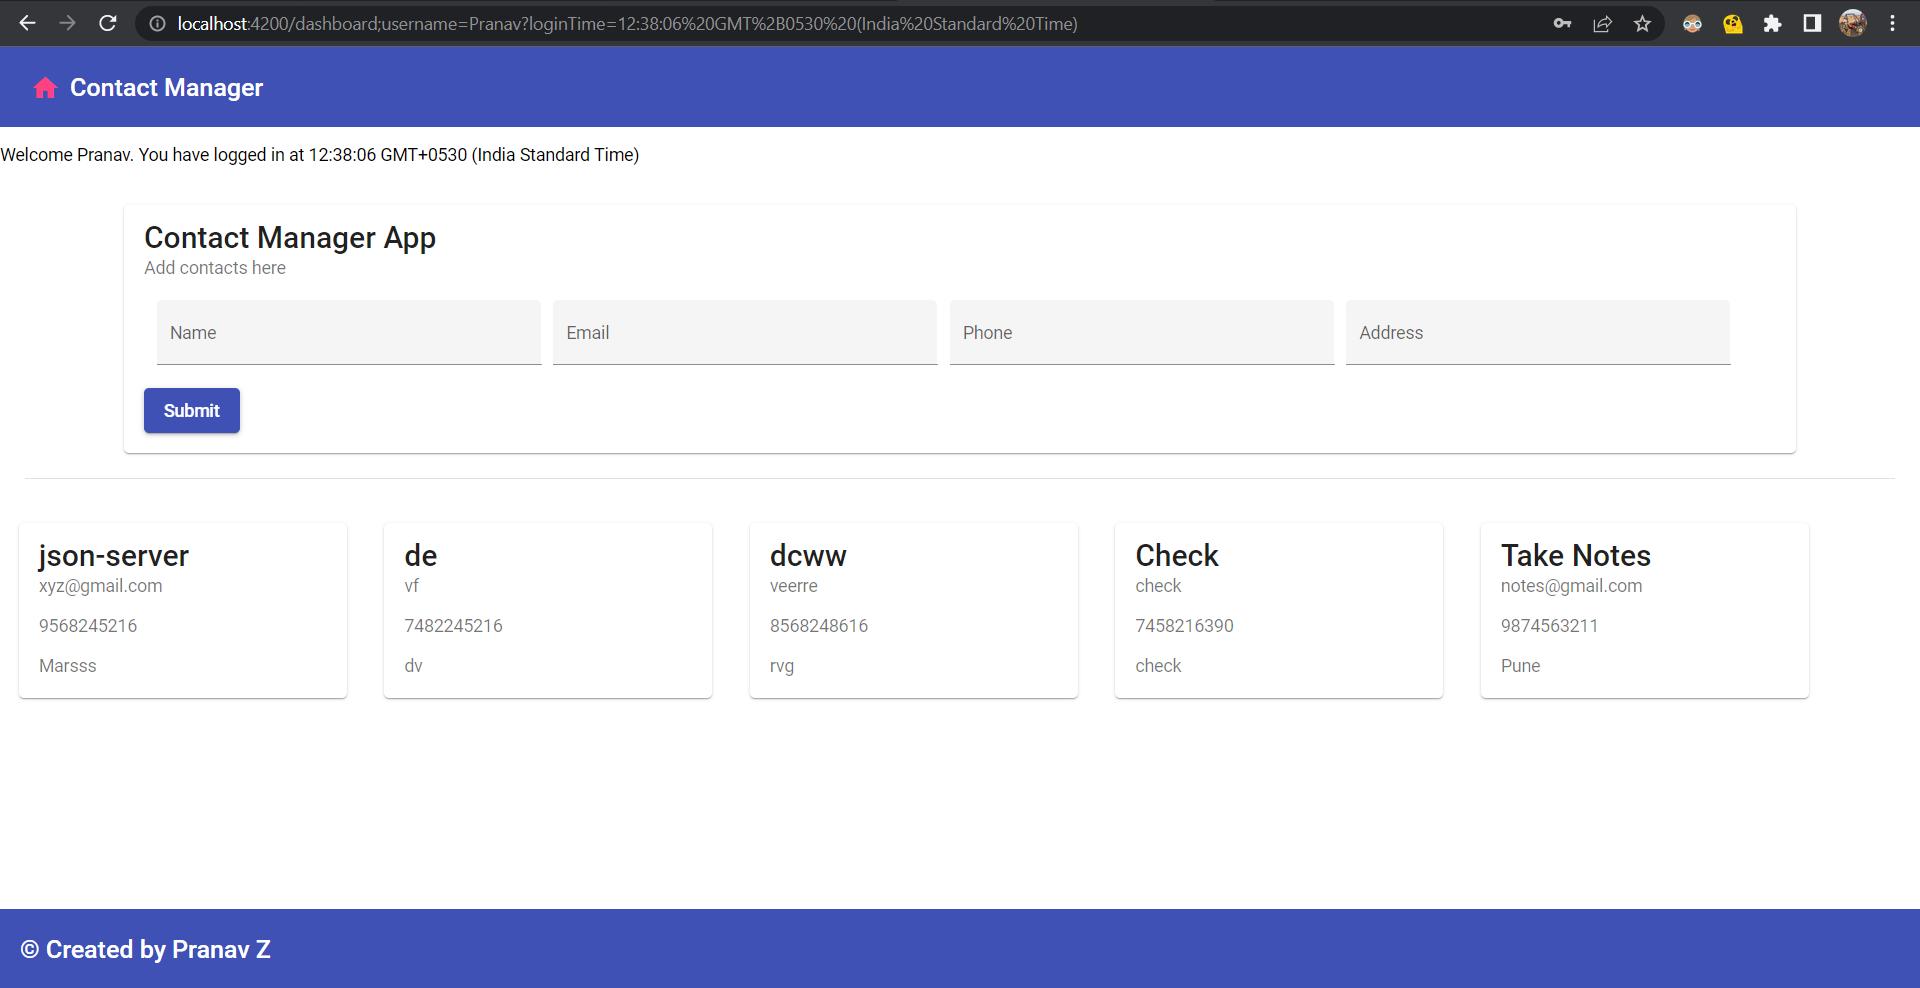 localhost:4200/dashboard;username=Pranav?loginTime=12:38:06%20GMT%2B0530%20(India%20Standard%20Time)
Contact Manager
Welcome Pranav. You have logged in at 12:38:06 GMT+0530 (India Standard Time)
Contact Manager App
Add contacts here
Name Email Phone Address
Submit
json-server
xyz@gmail.com
9568245216
Marsss
de
vf
7482245216
dv
dcww
veerre
8568248616
rvg
Check
check
7458216390
check
Take Notes
notes@gmail.com
9874563211
Pune
© Created by Pranav Z